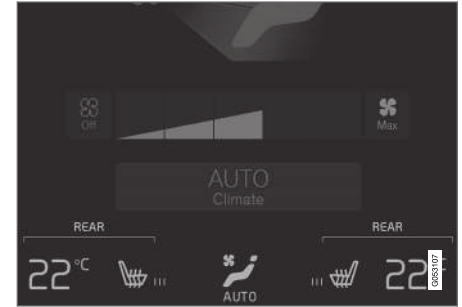 Off
Max
AUTO
Climate
REAR
REAR
22°C
AUTO
22
G053107